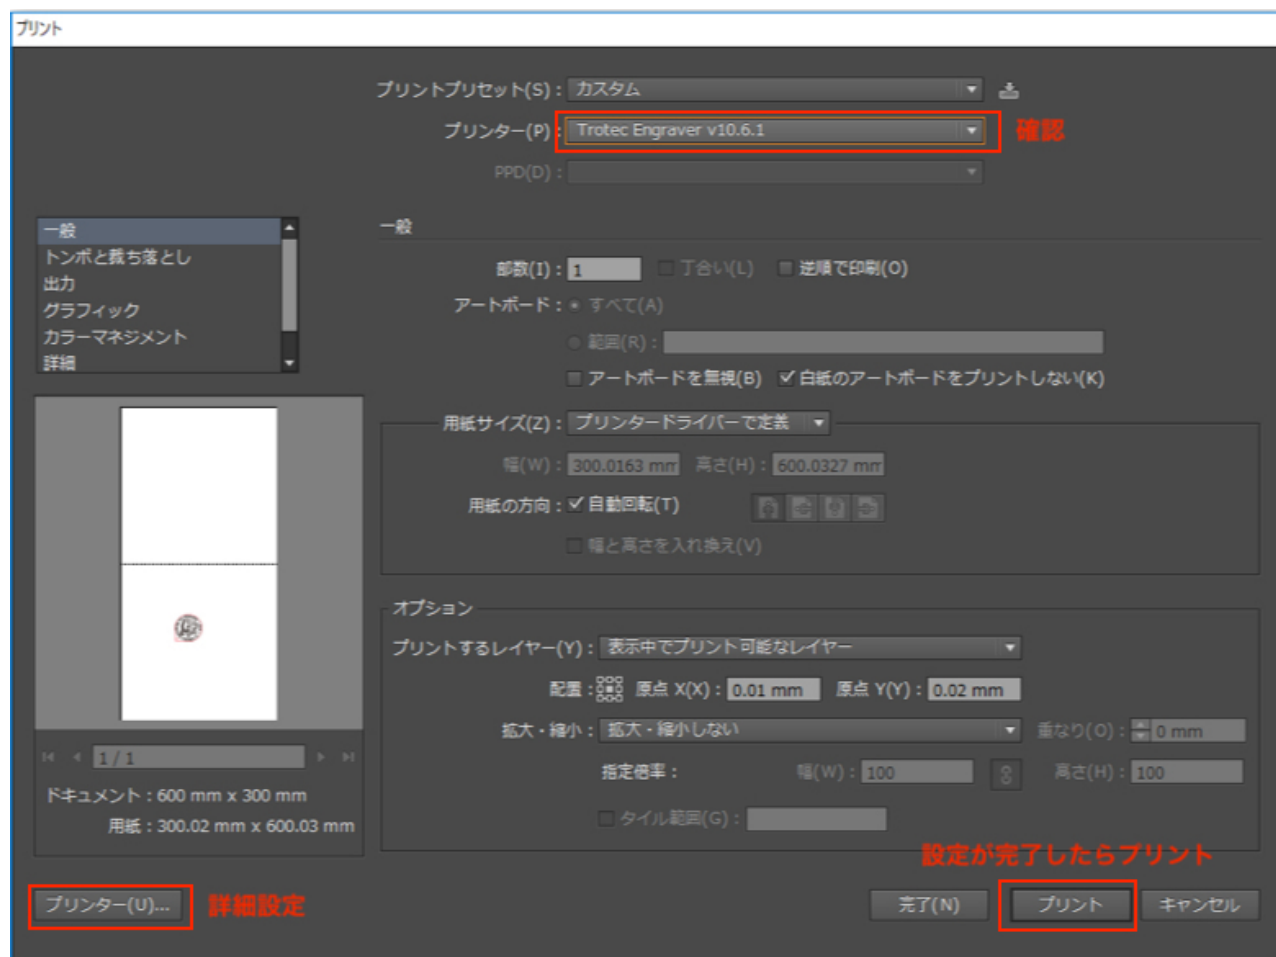 プリント
プリントプリセット(S)： カスタム
プリンター(P)： Trotec Engraver v10.6.1 確認
PPD(D)：
一般
トンボと裁ち落とし
出力
グラフィック
カラーマネジメント
詳細
一般
部数(I)： 1 丁合い(L) 逆順で印刷(O)
アートボード： すべて(A)
範囲(R)：
アートボードを無視(B) 白紙のアートボードをプリントしない(K)
用紙サイズ(Z)： プリンタードライバーで定義
幅(W)： 300.0163 mm 高さ(H)： 600.0327 mm
用紙の方向： 自動回転(T)
幅と高さを入れ換え(V)
オプション
プリントするレイヤー(Y)： 表示中でプリント可能なレイヤー
配置： 原点 X(X)： 0.01 mm 原点 Y(Y)： 0.02 mm
拡大・縮小： 拡大・縮小しない 重なり(O)： 0 mm
指定倍率： 幅(W)： 100 高さ(H)： 100
タイル範囲(G)：
1 / 1
ドキュメント：600 mm x 300 mm
用紙：300.02 mm x 600.03 mm
設定が完了したらプリント
プリンター(U)... 詳細設定 完了(N) プリント キャンセル